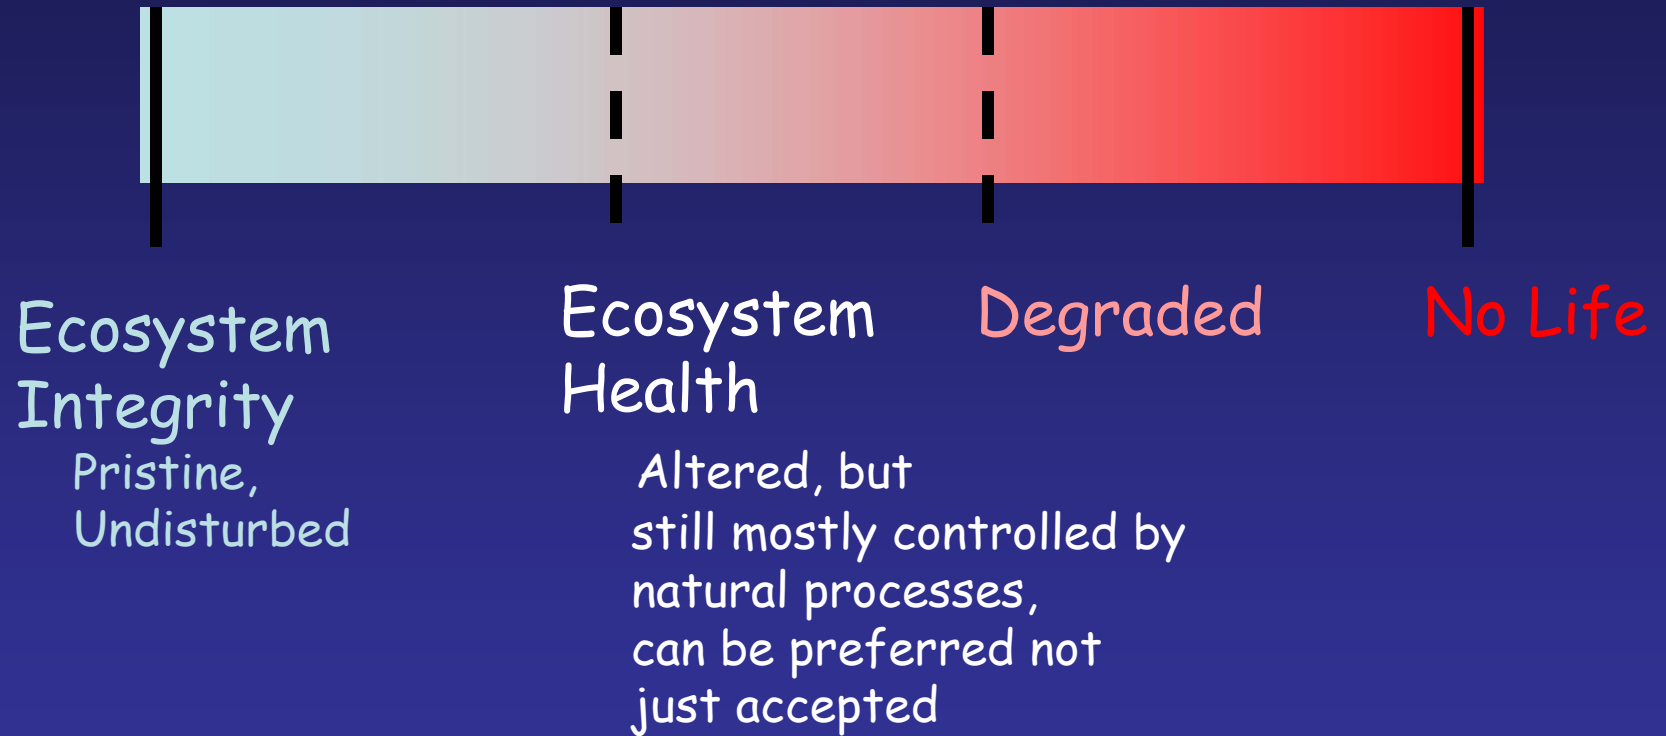 Ecosystem
Integrity
Pristine,
Undisturbed
Ecosystem
Health
Altered, but
still mostly controlled by
natural processes,
can be preferred not
just accepted
Degraded
No Life